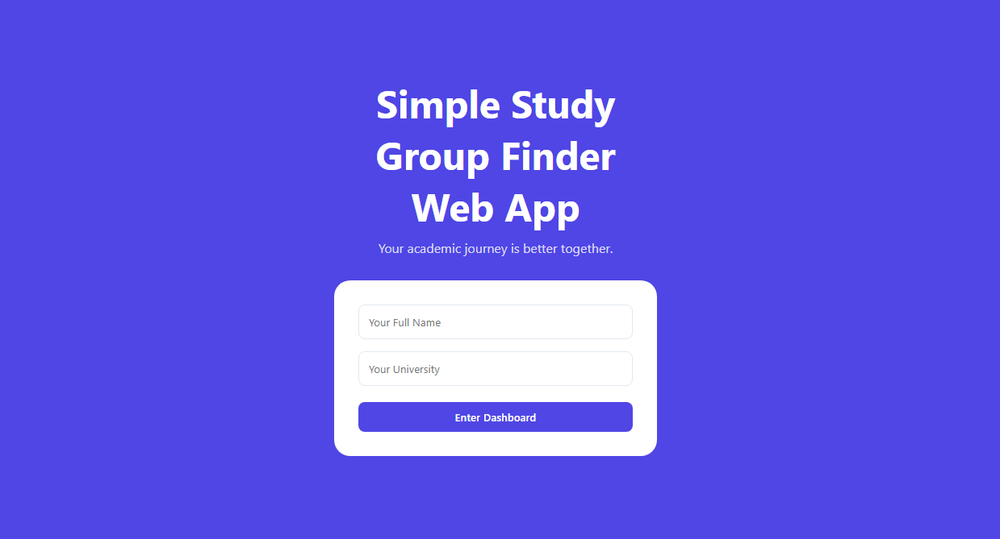 Simple Study
Group Finder
Web App
Your academic journey is better together.
Your Full Name
Your University
Enter Dashboard